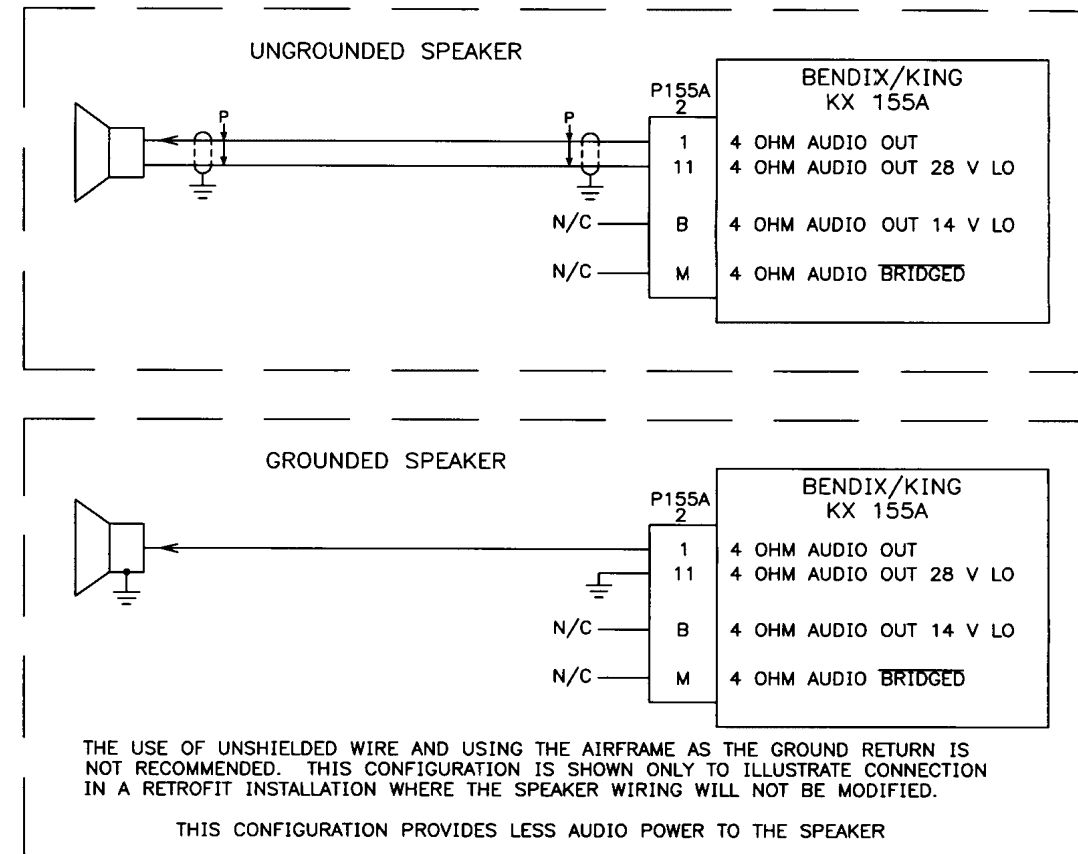 UNGROUNDED SPEAKER
BENDIX/KING
KX 155A
P155A
2
P
P
1 4 OHM AUDIO OUT
11 4 OHM AUDIO OUT 28 V LO
N/C B 4 OHM AUDIO OUT 14 V LO
N/C M 4 OHM AUDIO BRIDGED
GROUNDED SPEAKER
BENDIX/KING
KX 155A
P155A
2
1 4 OHM AUDIO OUT
11 4 OHM AUDIO OUT 28 V LO
N/C B 4 OHM AUDIO OUT 14 V LO
N/C M 4 OHM AUDIO BRIDGED
THE USE OF UNSHIELDED WIRE AND USING THE AIRFRAME AS THE GROUND RETURN IS
NOT RECOMMENDED. THIS CONFIGURATION IS SHOWN ONLY TO ILLUSTRATE CONNECTION
IN A RETROFIT INSTALLATION WHERE THE SPEAKER WIRING WILL NOT BE MODIFIED.
THIS CONFIGURATION PROVIDES LESS AUDIO POWER TO THE SPEAKER